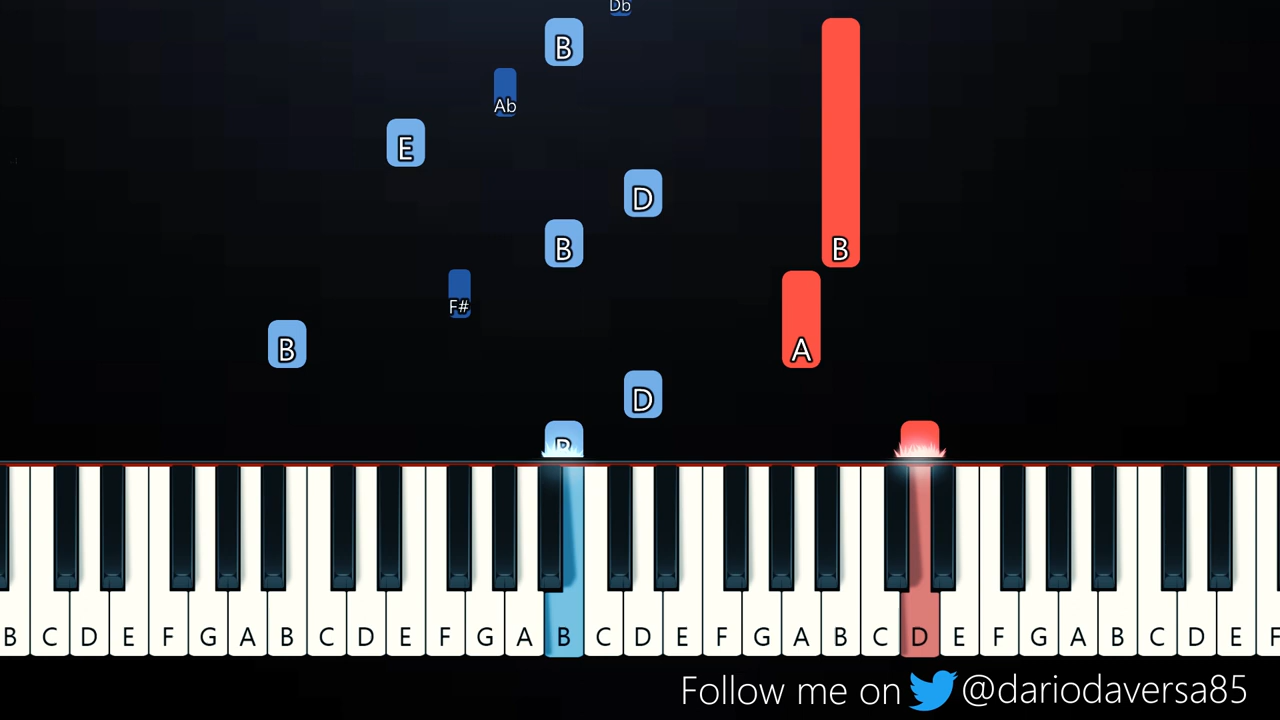 Db
B
Ab
E
D
B B
F#
B A
D
B
B C D E F G A B C D E F G A B C D E F G A B C D E F G A B C D E F
Follow me on @dariodaversa85